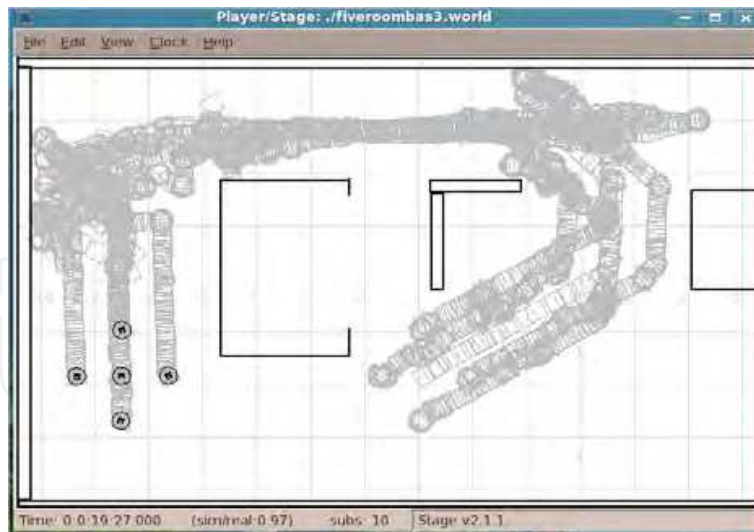 Player/Stage: ./fiveroombas3.world
File Edit View Clock Help
Time: 0:0:19:27.000 (sim/real:0.97) subs: 10 Stage v2.1.1